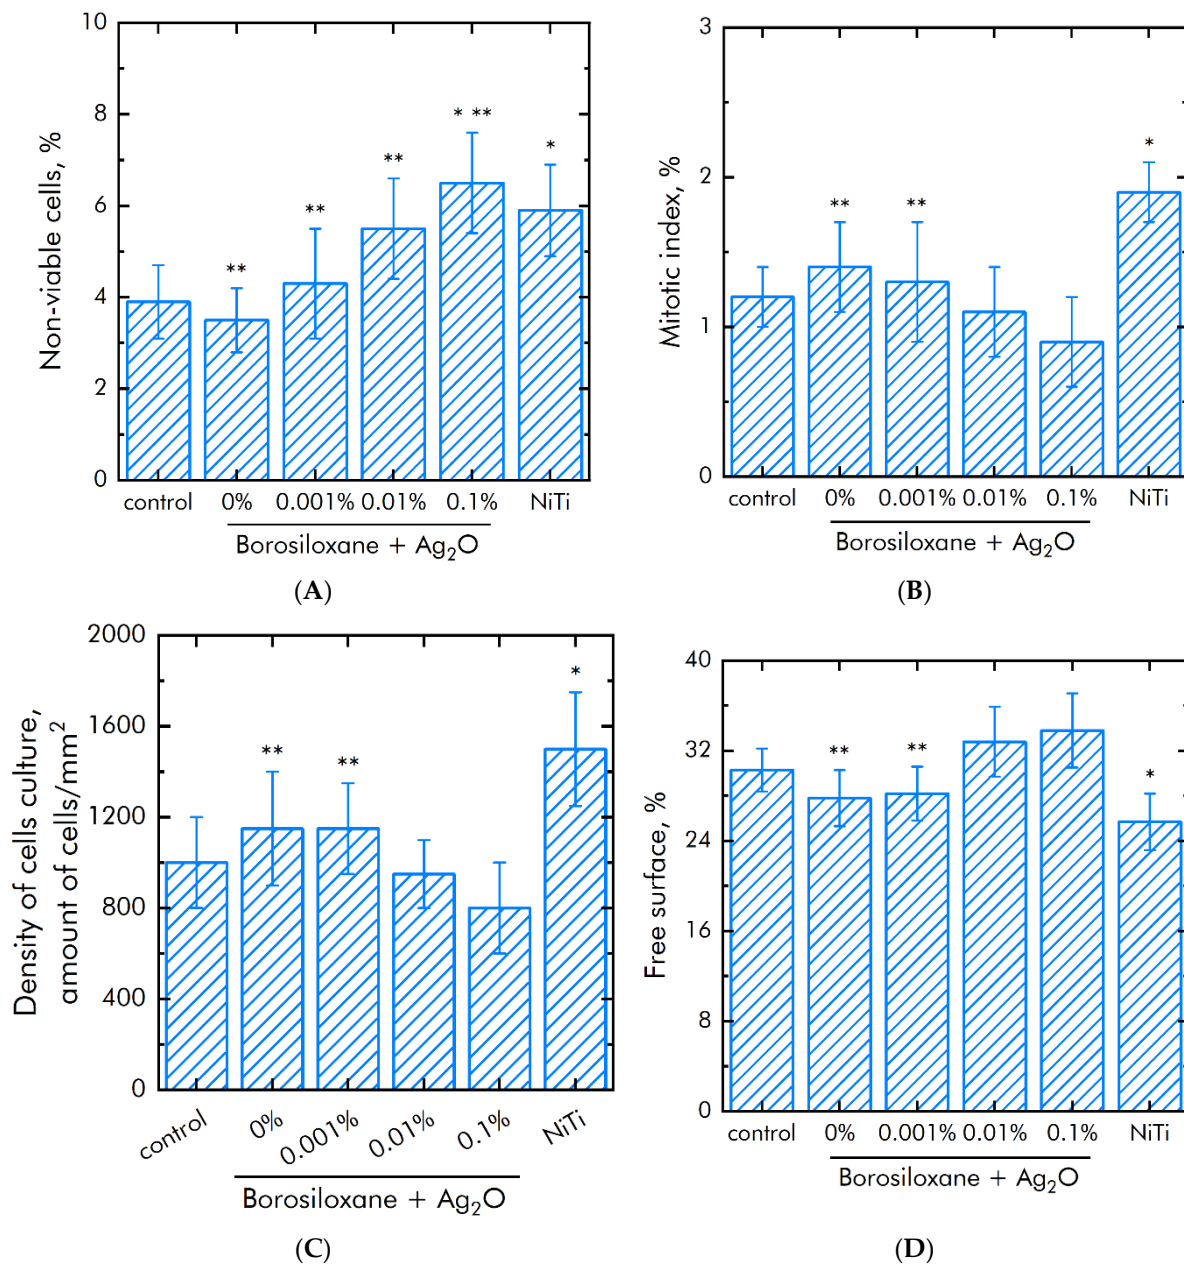 10
8
6
4
2
0
Non-viable cells, %
**
**
**
* **
*
control 0% 0.001% 0.01% 0.1% NiTi
Borosiloxane + Ag₂O
(A)
3
2
1
0
Mitotic index, %
**
**
*
control 0% 0.001% 0.01% 0.1% NiTi
Borosiloxane + Ag₂O
(B)
2000
1600
1200
800
400
0
Density of cells culture,
amount of cells/mm²
**
**
*
control 0% 0.001% 0.01% 0.1% NiTi
Borosiloxane + Ag₂O
(C)
40
32
24
16
8
0
Free surface, %
**
**
*
control 0% 0.001% 0.01% 0.1% NiTi
Borosiloxane + Ag₂O
(D)